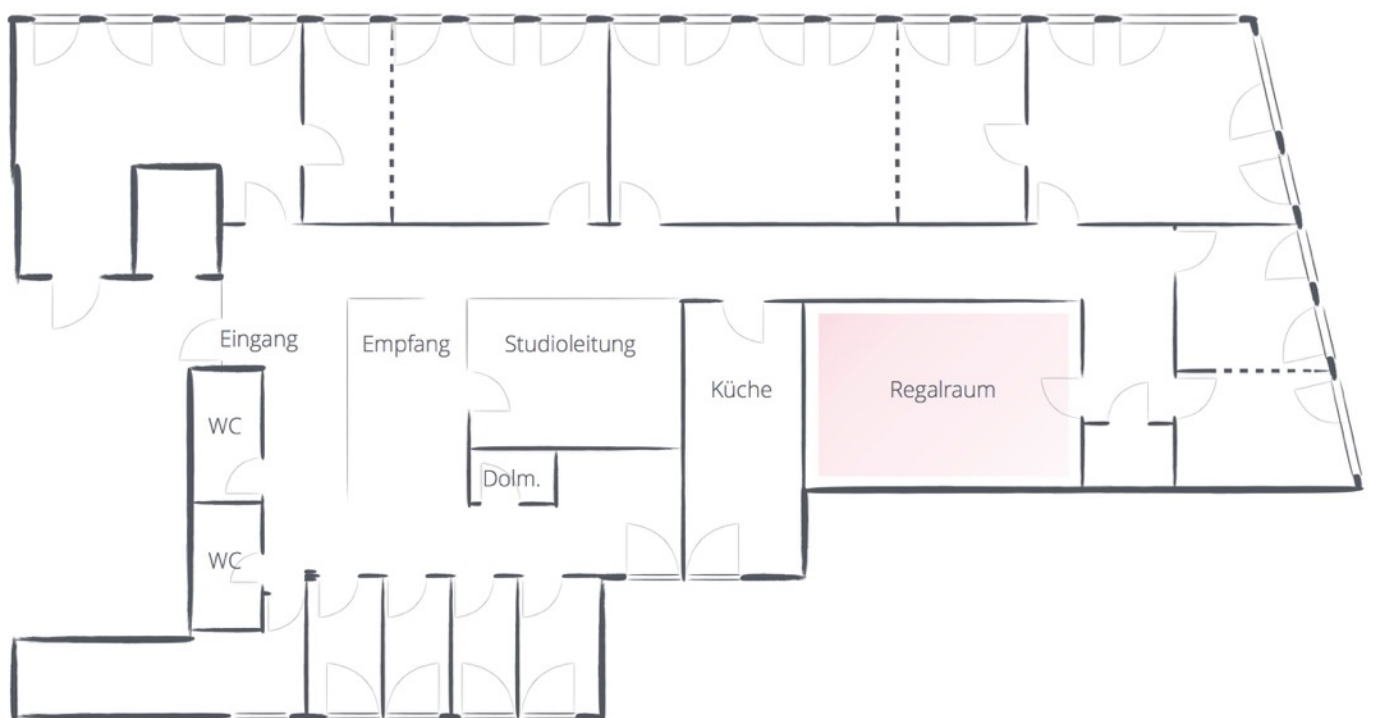 Eingang
Empfang
Studioleitung
Küche
Regalraum
WC
Dolm.
WC